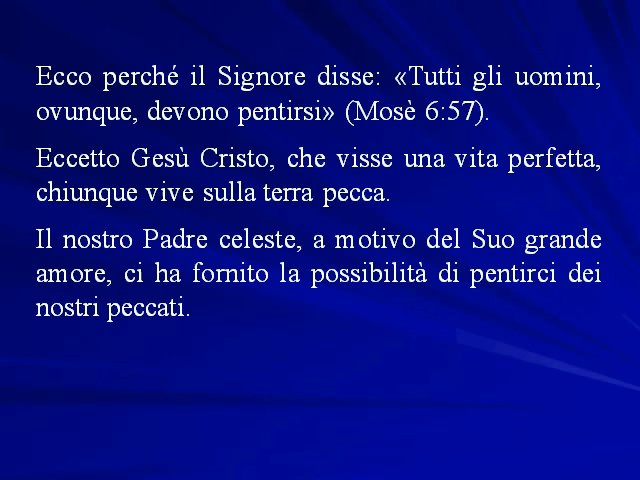 Ecco perché il Signore disse: «Tutti gli uomini,
ovunque, devono pentirsi» (Mosè 6:57).
Eccetto Gesù Cristo, che visse una vita perfetta,
chiunque vive sulla terra pecca.
Il nostro Padre celeste, a motivo del Suo grande
amore, ci ha fornito la possibilità di pentirci dei
nostri peccati.